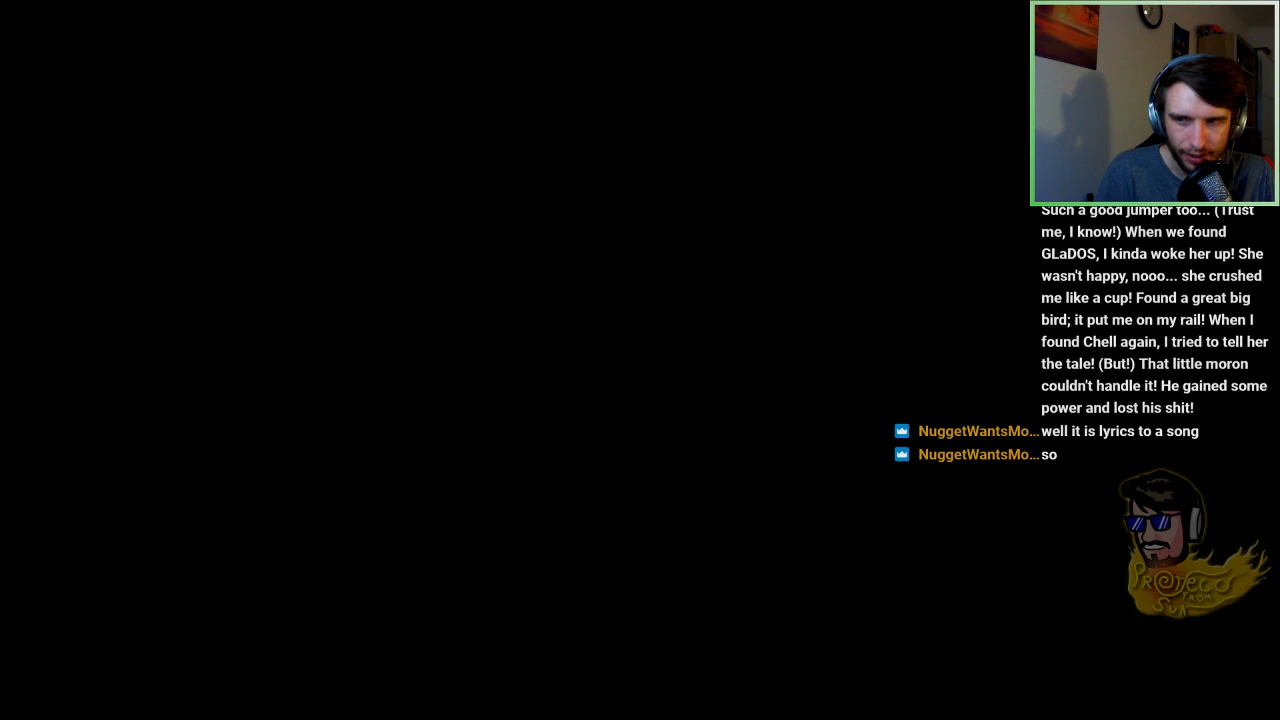 Such a good jumper too... (Trust
me, I know!) When we found
GLaDOS, I kinda woke her up! She
wasn't happy, nooo... she crushed
me like a cup! Found a great big
bird; it put me on my rail! When I
found Chell again, I tried to tell her
the tale! (But!) That little moron
couldn't handle it! He gained some
power and lost his shit!
NuggetWantsMo... well it is lyrics to a song
NuggetWantsMo... so
FROM
SUN